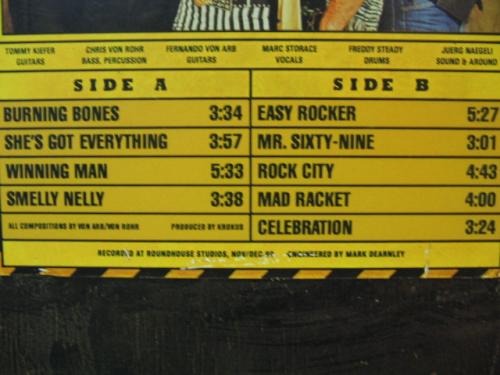 TOMMY KIEFER CHRIS VON ROHR FERNANDO VON ARB MARC STORACE FREDDY STEADY JUERG NAEGELI
GUITARS BASS, PERCUSSION GUITARS VOCALS DRUMS SOUND & AROUND
SIDE A
BURNING BONES 3:34
SHE'S GOT EVERYTHING 3:57
WINNING MAN 5:33
SMELLY NELLY 3:38
ALL COMPOSITIONS BY VON ARB/VON ROHR PRODUCED BY KROKUS
SIDE B
EASY ROCKER 5:27
MR. SIXTY-NINE 3:01
ROCK CITY 4:43
MAD RACKET 4:00
CELEBRATION 3:24
RECORDED AT ROUNDHOUSE STUDIOS, NOV/DEC ENGINEERED BY MARK DEARNLEY